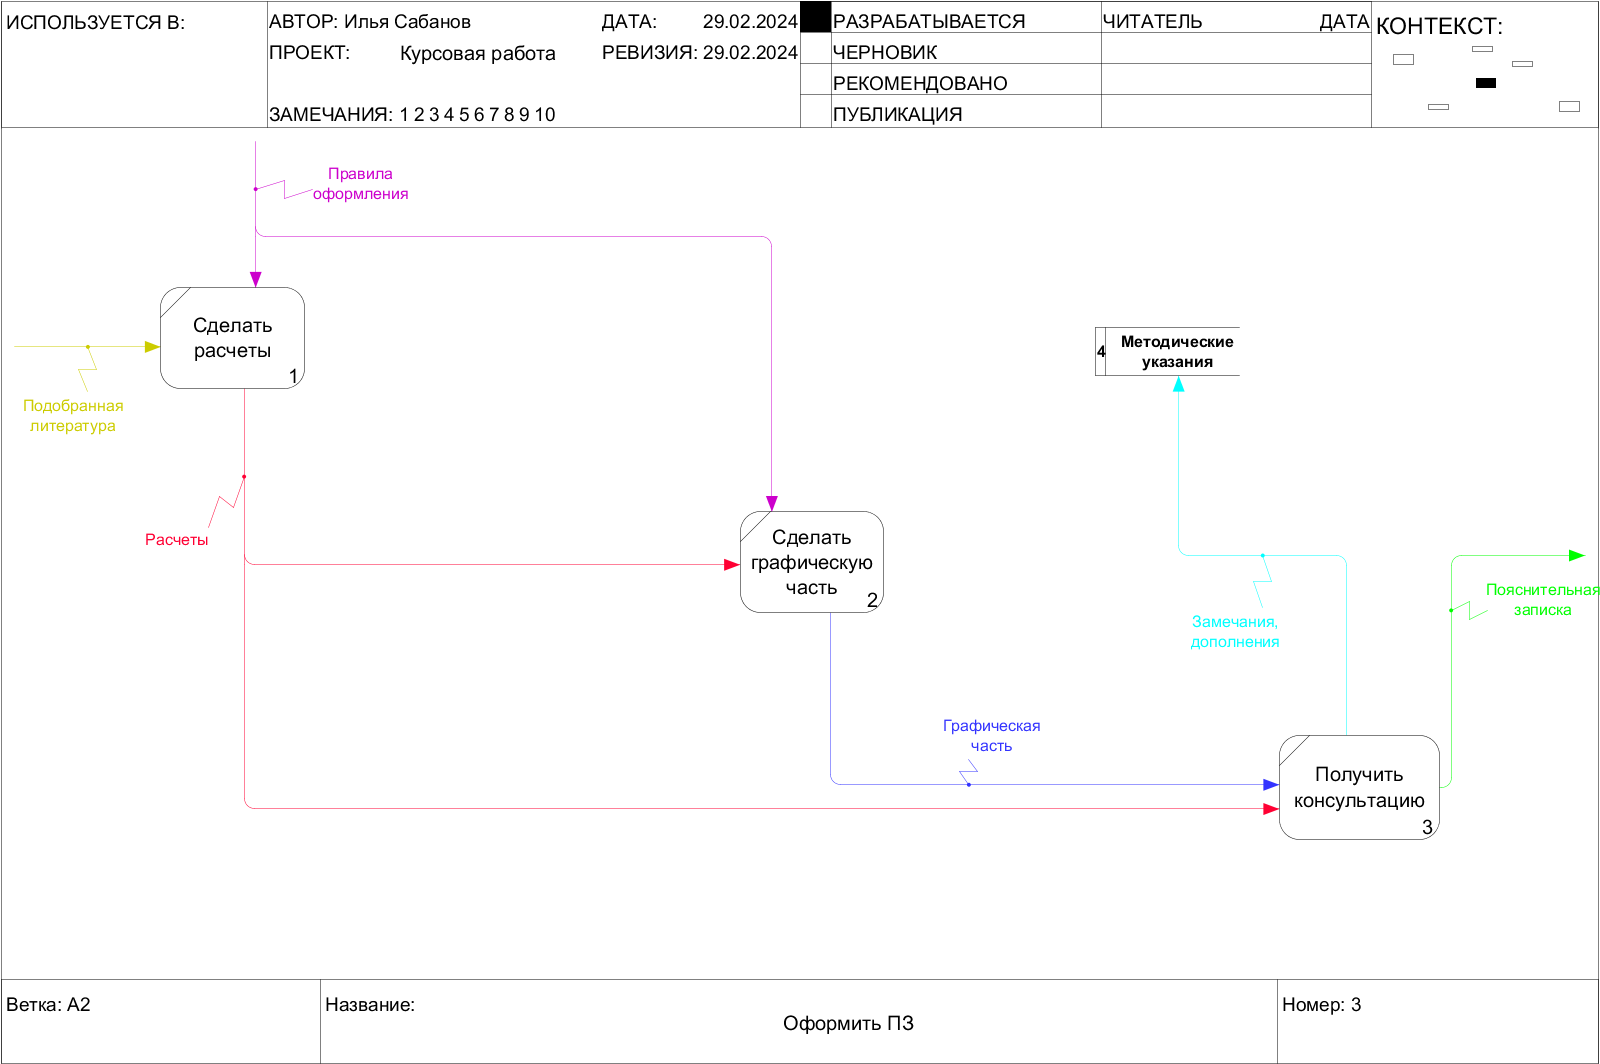 ИСПОЛЬЗУЕТСЯ В:
АВТОР: Илья Сабанов
ДАТА: 29.02.2024
ПРОЕКТ: Курсовая работа
РЕВИЗИЯ: 29.02.2024
ЗАМЕЧАНИЯ: 1 2 3 4 5 6 7 8 9 10
РАЗРАБАТЫВАЕТСЯ
ЧЕРНОВИК
РЕКОМЕНДОВАНО
ПУБЛИКАЦИЯ
ЧИТАТЕЛЬ
ДАТА
КОНТЕКСТ:
Правила
оформления
Сделать
расчеты
1
Подобранная
литература
Расчеты
4
Методические
указания
Сделать
графическую
часть
2
Замечания,
дополнения
Пояснительная
записка
Графическая
часть
Получить
консультацию
3
Ветка: A2
Название:
Оформить ПЗ
Номер: 3